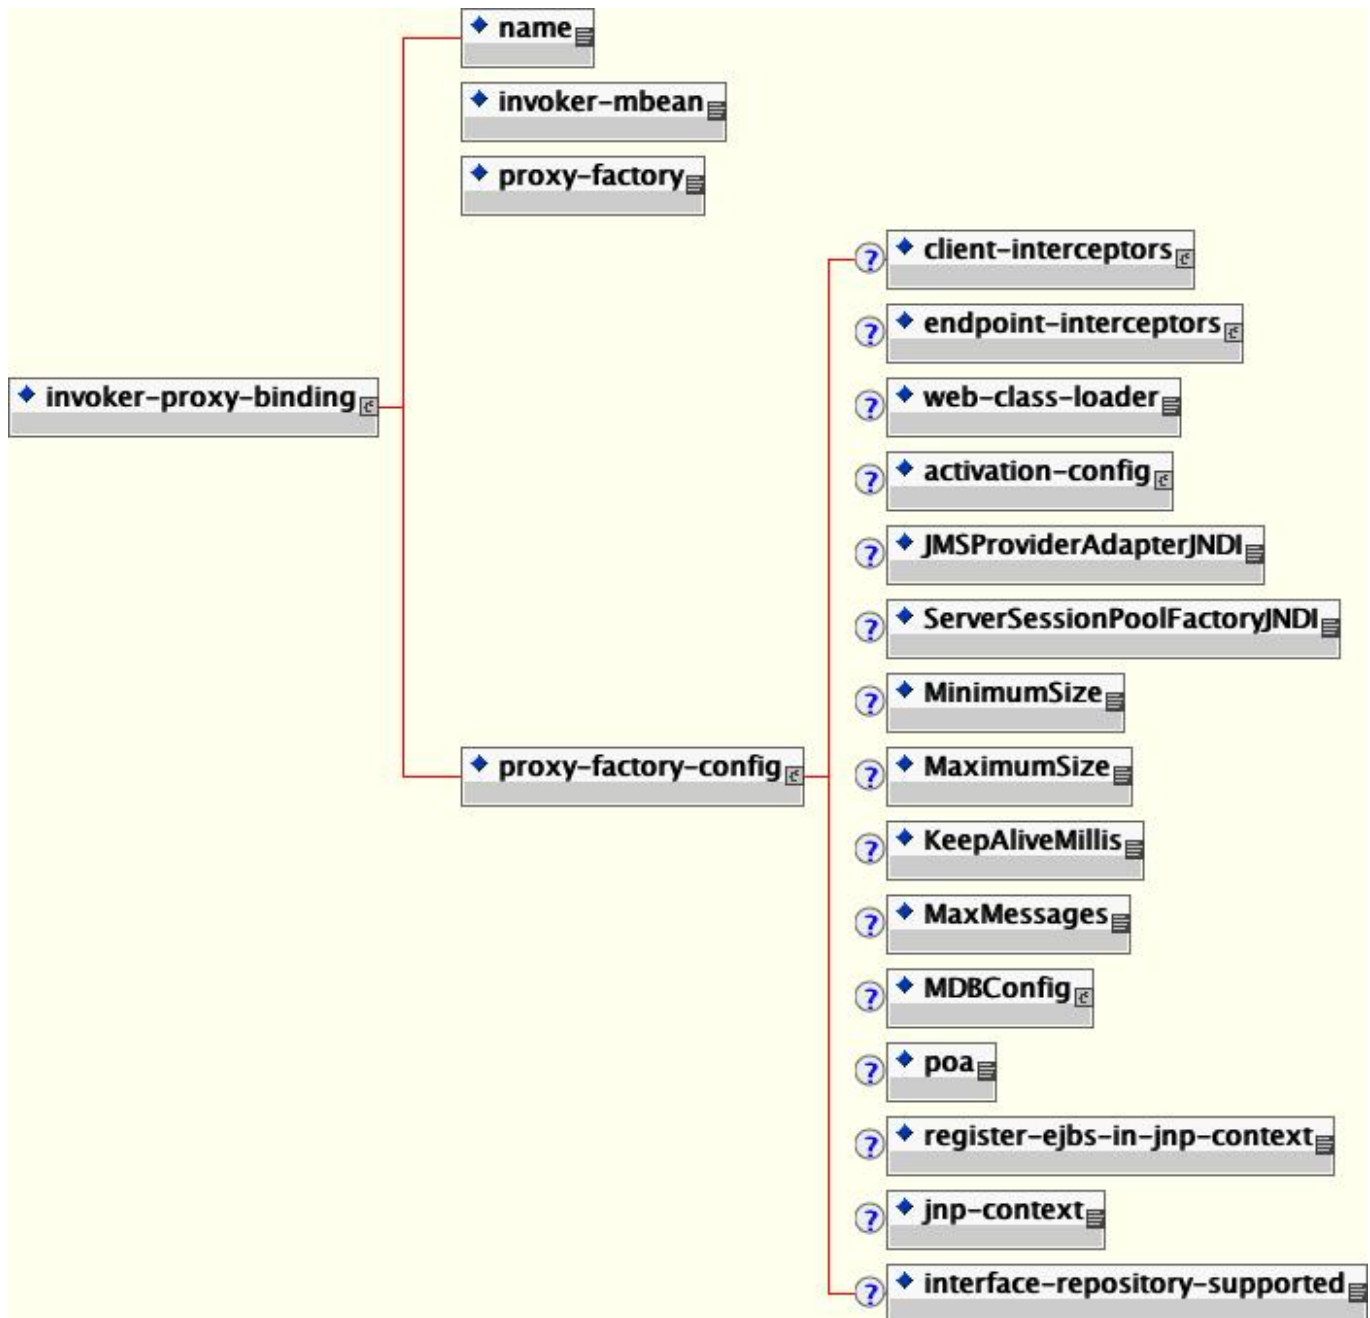 name
invoker-mbean
proxy-factory
? client-interceptors
? endpoint-interceptors
invoker-proxy-binding
? web-class-loader
? activation-config
? JMSProviderAdapterJNDI
? ServerSessionPoolFactoryJNDI
? MinimumSize
proxy-factory-config
? MaximumSize
? KeepAliveMillis
? MaxMessages
? MDBConfig
? poa
? register-ejbs-in-jnp-context
? jnp-context
? interface-repository-supported